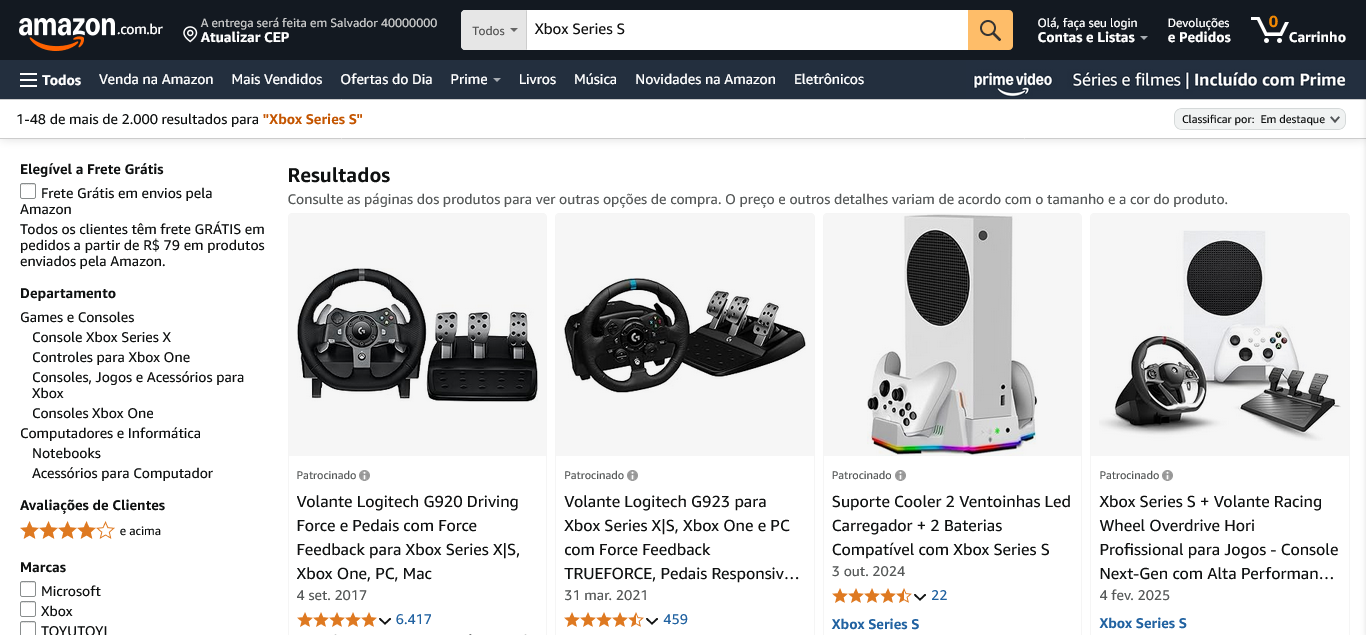 amazon.com.br
A entrega será feita em Salvador 40000000
Atualizar CEP
Todos
Xbox Series S
Olá, faça seu login
Contas e Listas
Devoluções
e Pedidos
0
Carrinho
Todos
Venda na Amazon
Mais Vendidos
Ofertas do Dia
Prime
Livros
Música
Novidades na Amazon
Eletrônicos
prime video
Séries e filmes | Incluído com Prime
1-48 de mais de 2.000 resultados para "Xbox Series S"
Classificar por: Em destaque
Elegível a Frete Grátis
Frete Grátis em envios pela
Amazon
Todos os clientes têm frete GRÁTIS em
pedidos a partir de R$ 79 em produtos
enviados pela Amazon.
Departamento
Games e Consoles
Console Xbox Series X
Controles para Xbox One
Consoles, Jogos e Acessórios para
Xbox
Consoles Xbox One
Computadores e Informática
Notebooks
Acessórios para Computador
Avaliações de Clientes
e acima
Marcas
Microsoft
Xbox
TOYUTOYI
Resultados
Consulte as páginas dos produtos para ver outras opções de compra. O preço e outros detalhes variam de acordo com o tamanho e a cor do produto.
Patrocinado
Volante Logitech G920 Driving
Force e Pedais com Force
Feedback para Xbox Series X|S,
Xbox One, PC, Mac
4 set. 2017
6.417
Patrocinado
Volante Logitech G923 para
Xbox Series X|S, Xbox One e PC
com Force Feedback
TRUEFORCE, Pedais Responsiv…
31 mar. 2021
459
Patrocinado
Suporte Cooler 2 Ventoinhas Led
Carregador + 2 Baterias
Compatível com Xbox Series S
3 out. 2024
22
Xbox Series S
Patrocinado
Xbox Series S + Volante Racing
Wheel Overdrive Hori
Profissional para Jogos - Console
Next-Gen com Alta Performan…
4 fev. 2025
Xbox Series S